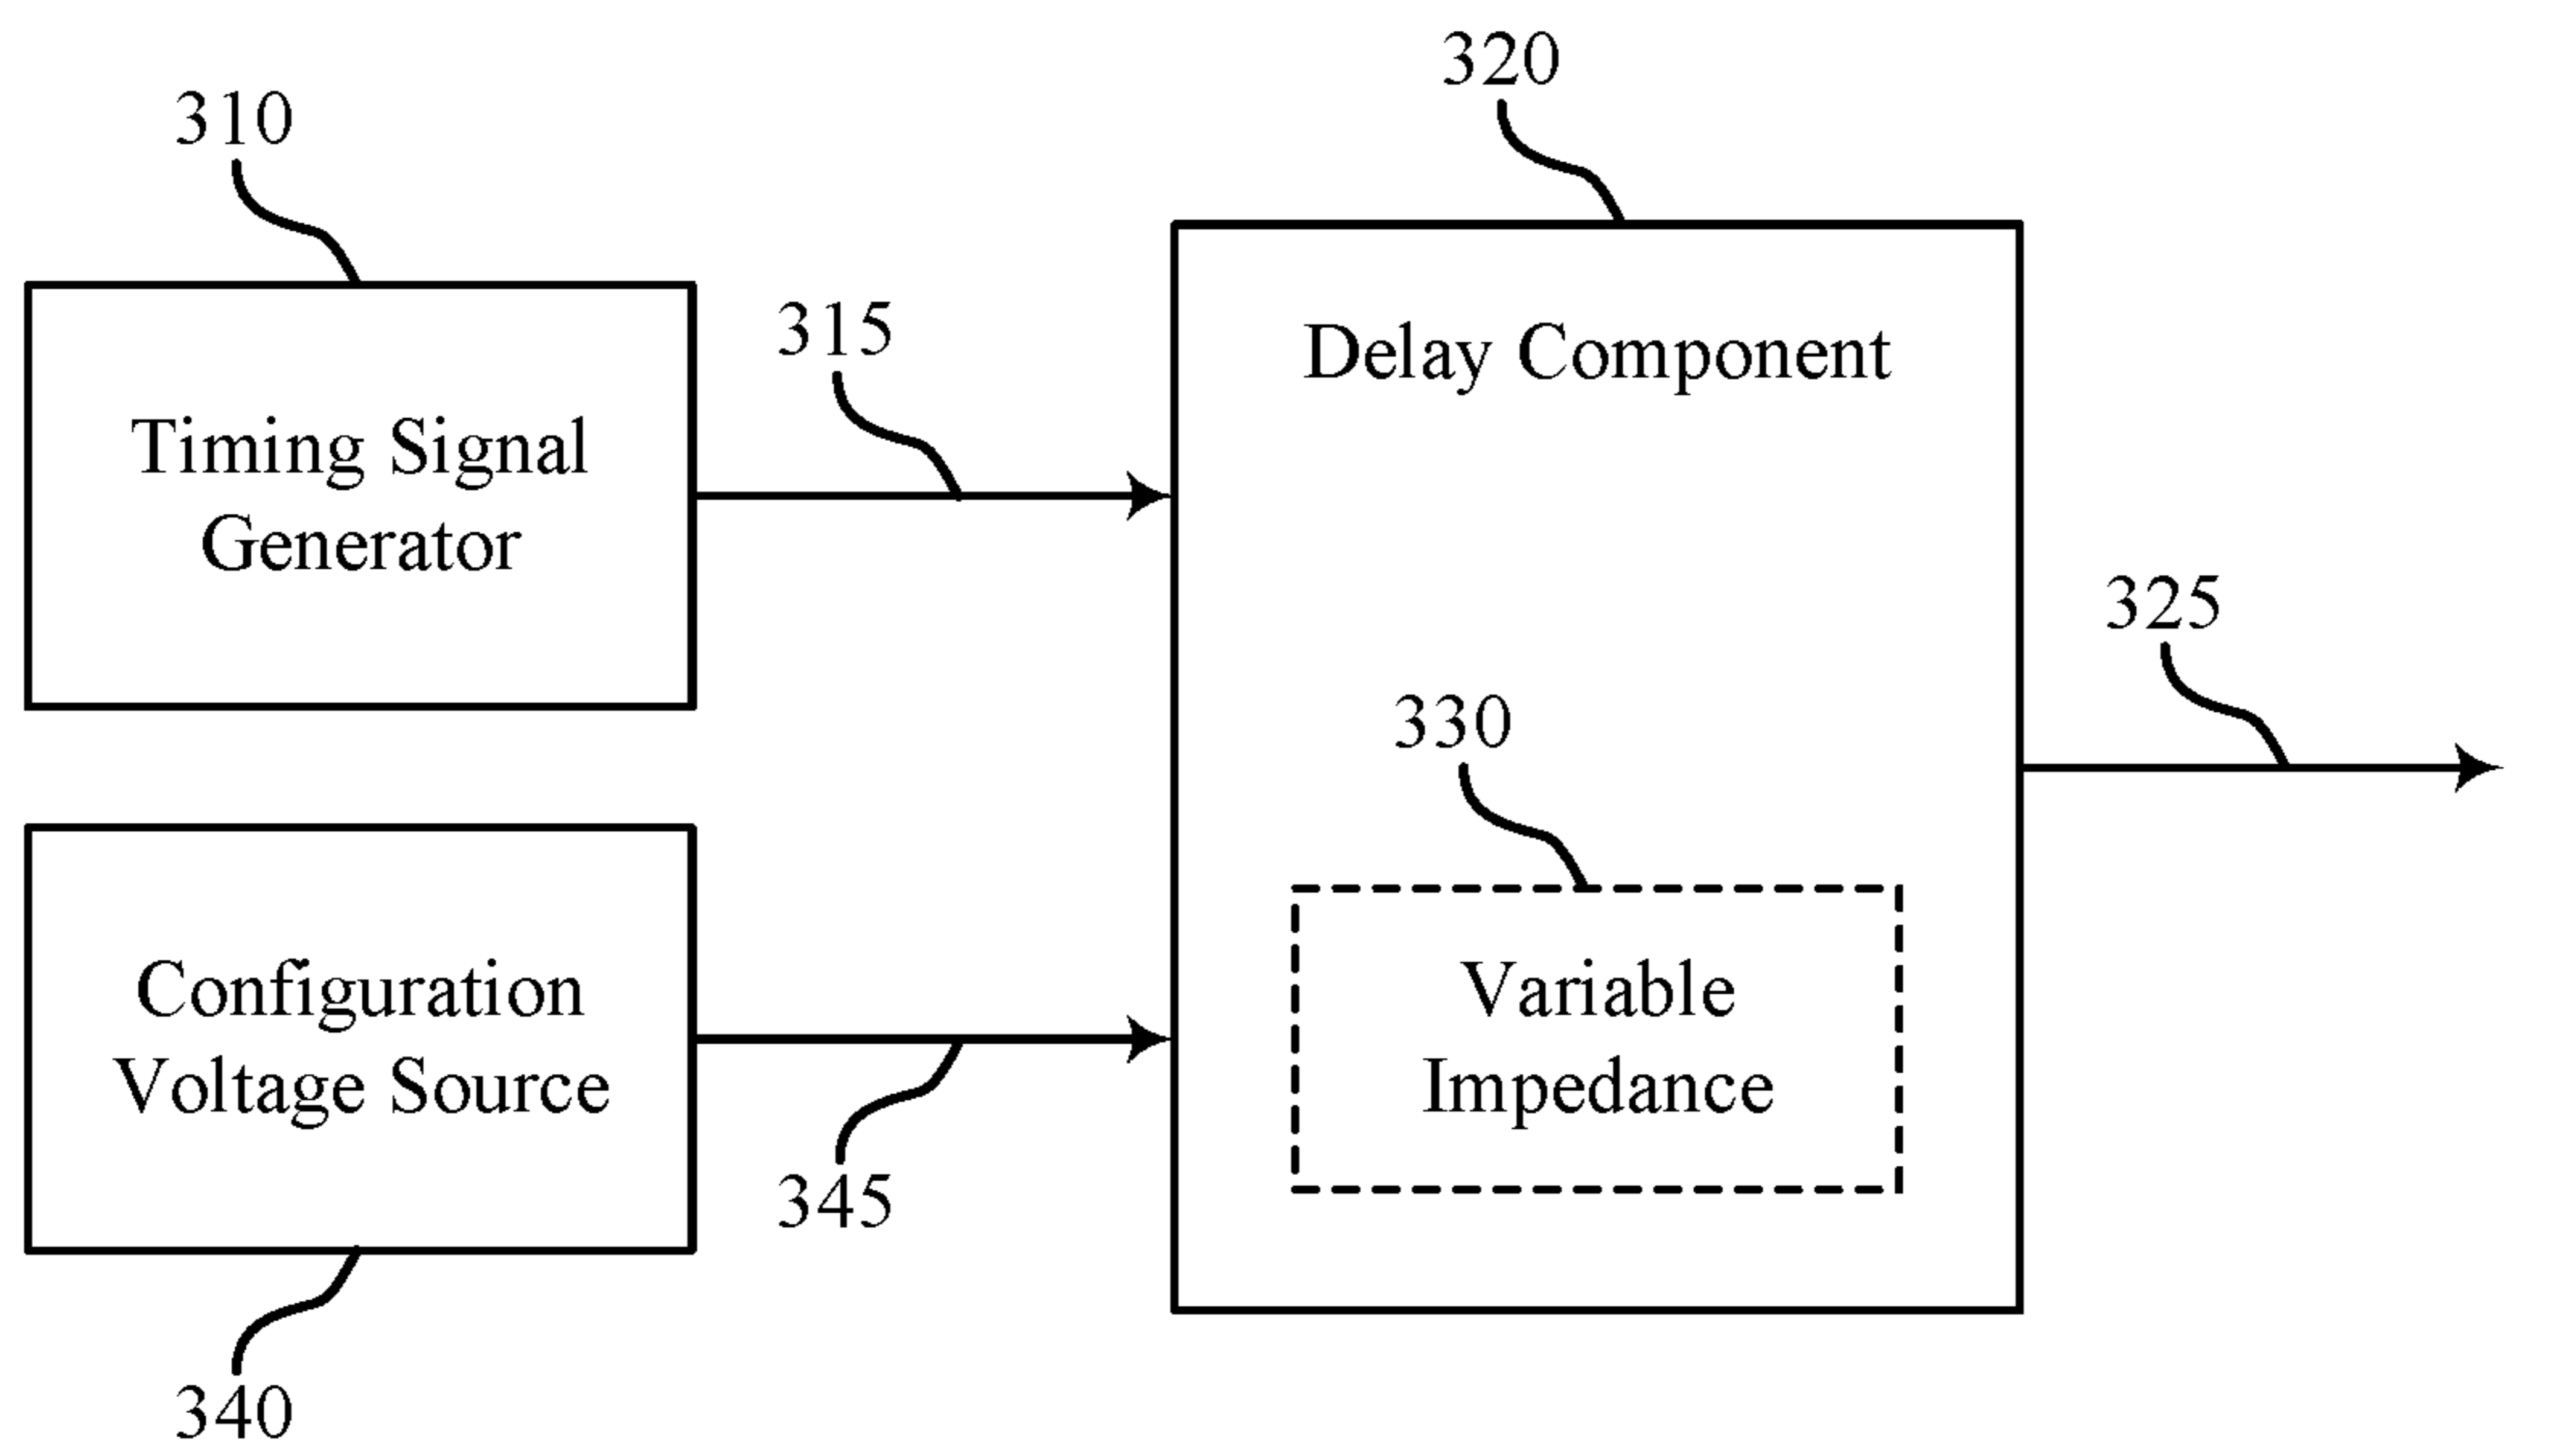 320
310
315
Delay Component
Timing Signal
Generator
325
330
Configuration
Voltage Source
Variable
Impedance
345
340